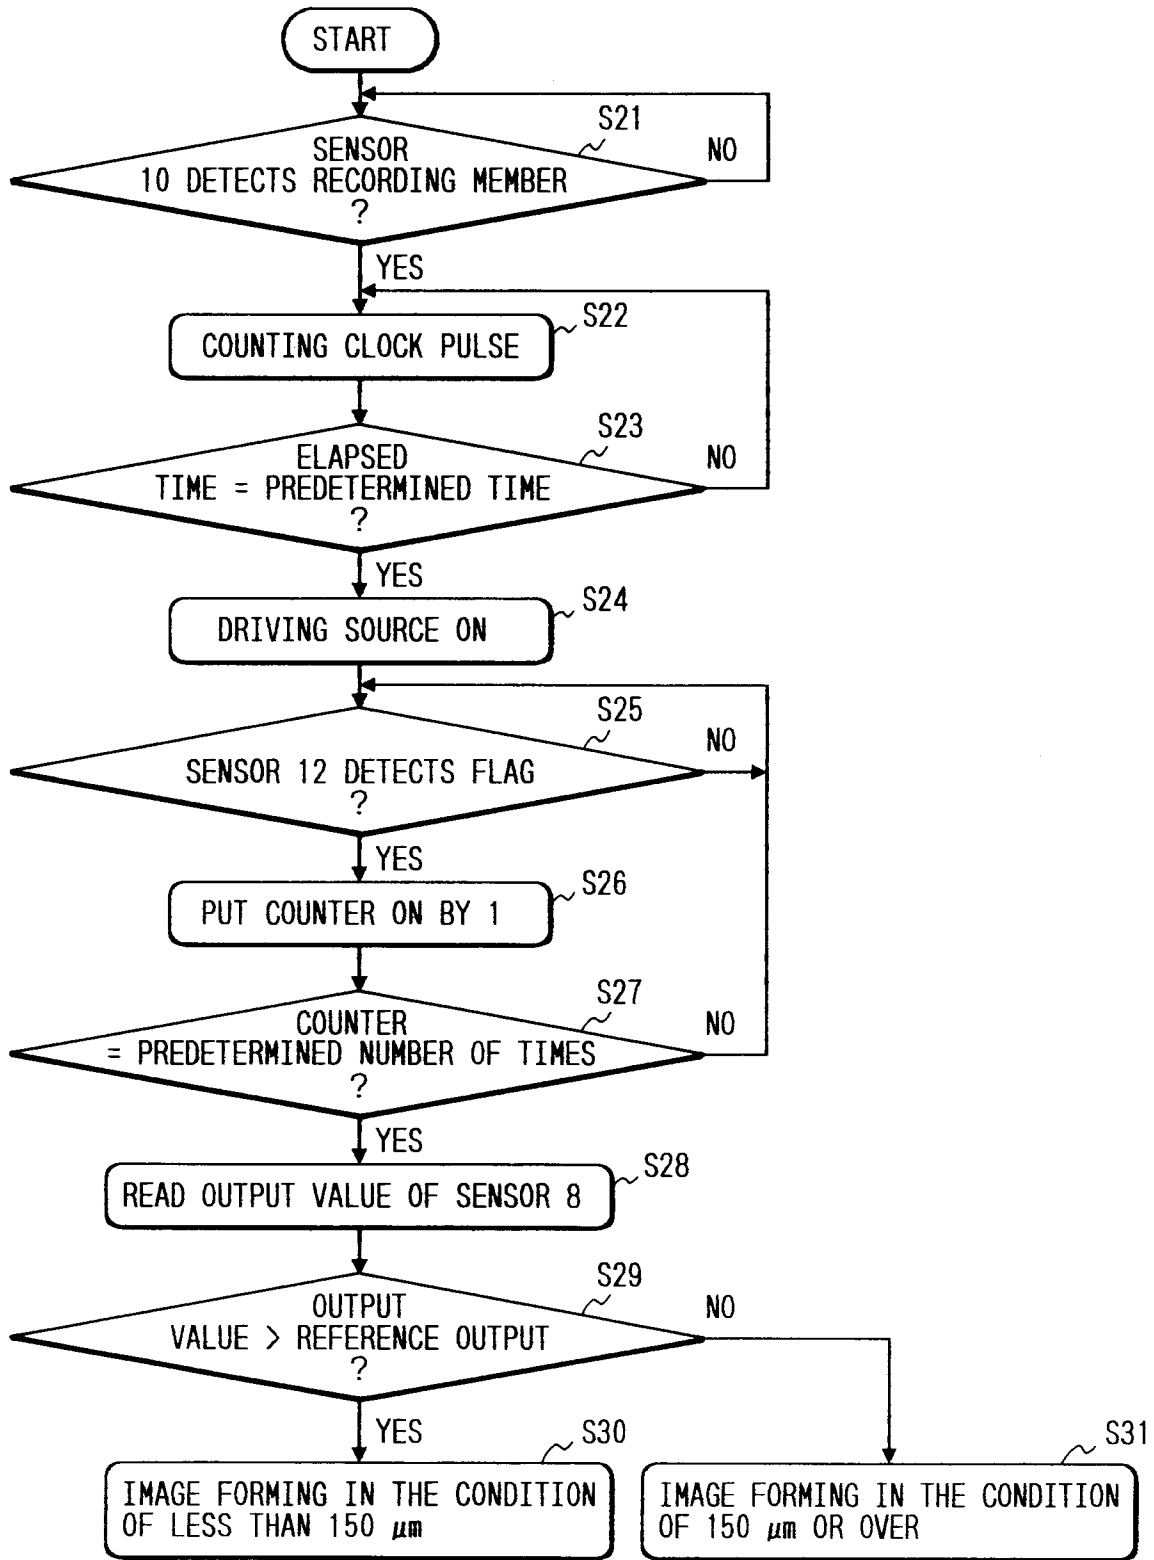 START
S21
SENSOR
10 DETECTS RECORDING MEMBER
?
NO
YES
S22
COUNTING CLOCK PULSE
S23
ELAPSED
TIME = PREDETERMINED TIME
?
NO
YES
S24
DRIVING SOURCE ON
S25
SENSOR 12 DETECTS FLAG
?
NO
YES
S26
PUT COUNTER ON BY 1
S27
COUNTER
= PREDETERMINED NUMBER OF TIMES
?
NO
YES
S28
READ OUTPUT VALUE OF SENSOR 8
S29
OUTPUT
VALUE > REFERENCE OUTPUT
?
NO
YES
S30
IMAGE FORMING IN THE CONDITION
OF LESS THAN 150 μm
S31
IMAGE FORMING IN THE CONDITION
OF 150 μm OR OVER